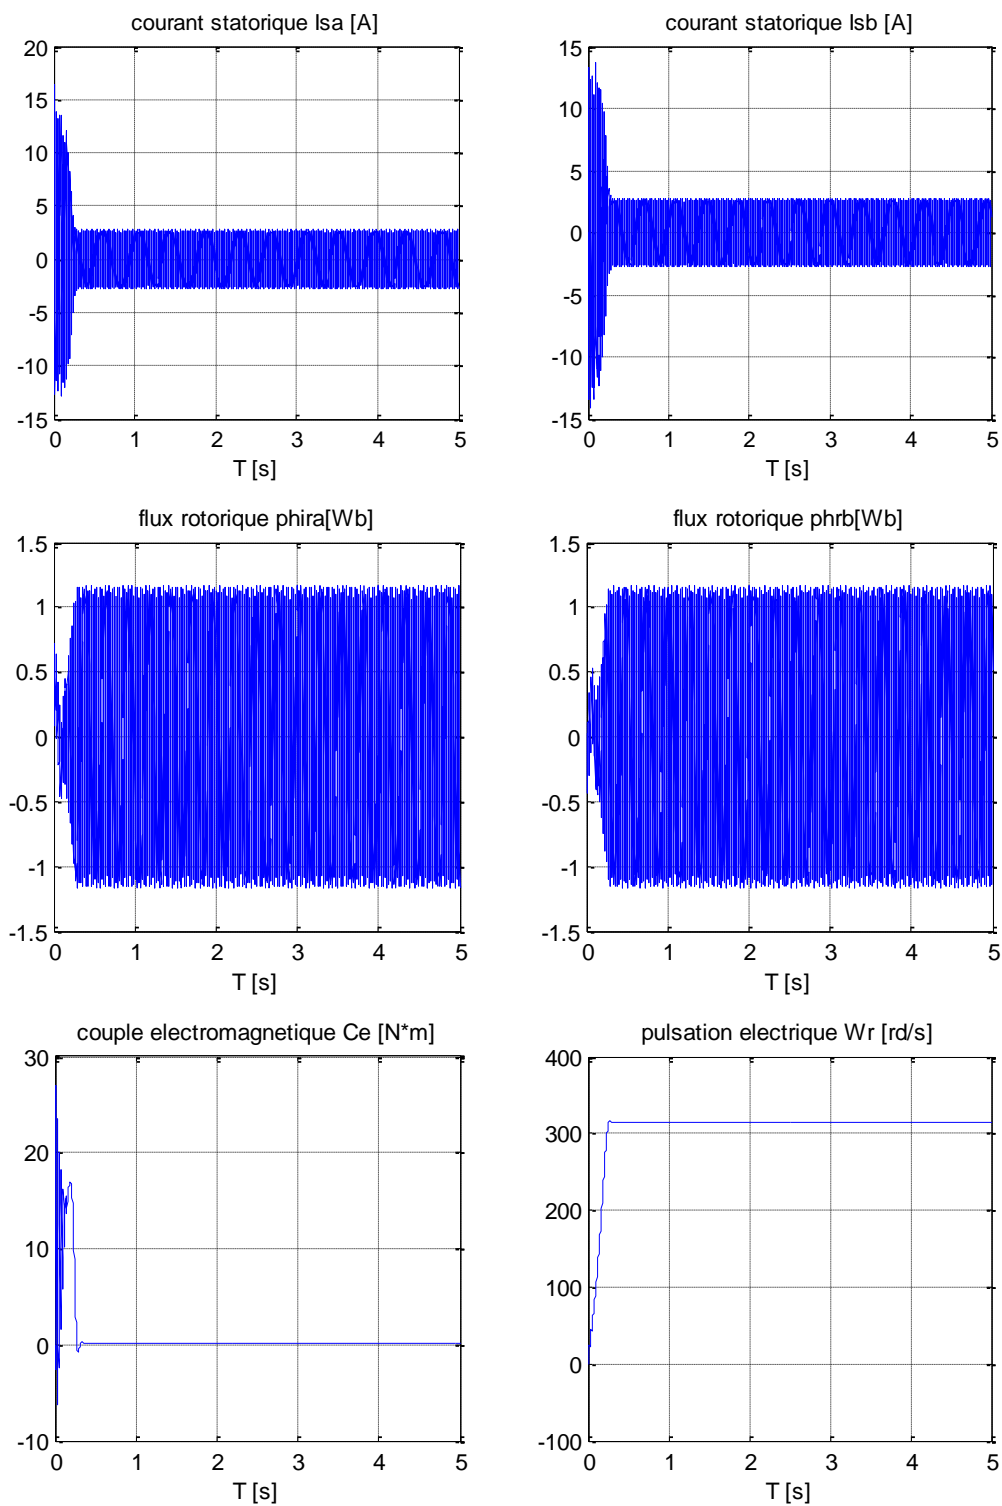 courant statorique Isa [A]
20
15
10
5
0
-5
-10
-15
0 1 2 3 4 5
T [s]
courant statorique Isb [A]
15
10
5
0
-5
-10
-15
0 1 2 3 4 5
T [s]
flux rotorique phira[Wb]
1.5
1
0.5
0
-0.5
-1
-1.5
0 1 2 3 4 5
T [s]
flux rotorique phrb[Wb]
1.5
1
0.5
0
-0.5
-1
-1.5
0 1 2 3 4 5
T [s]
couple electromagnetique Ce [N*m]
30
20
10
0
-10
0 1 2 3 4 5
T [s]
pulsation electrique Wr [rd/s]
400
300
200
100
0
-100
0 1 2 3 4 5
T [s]